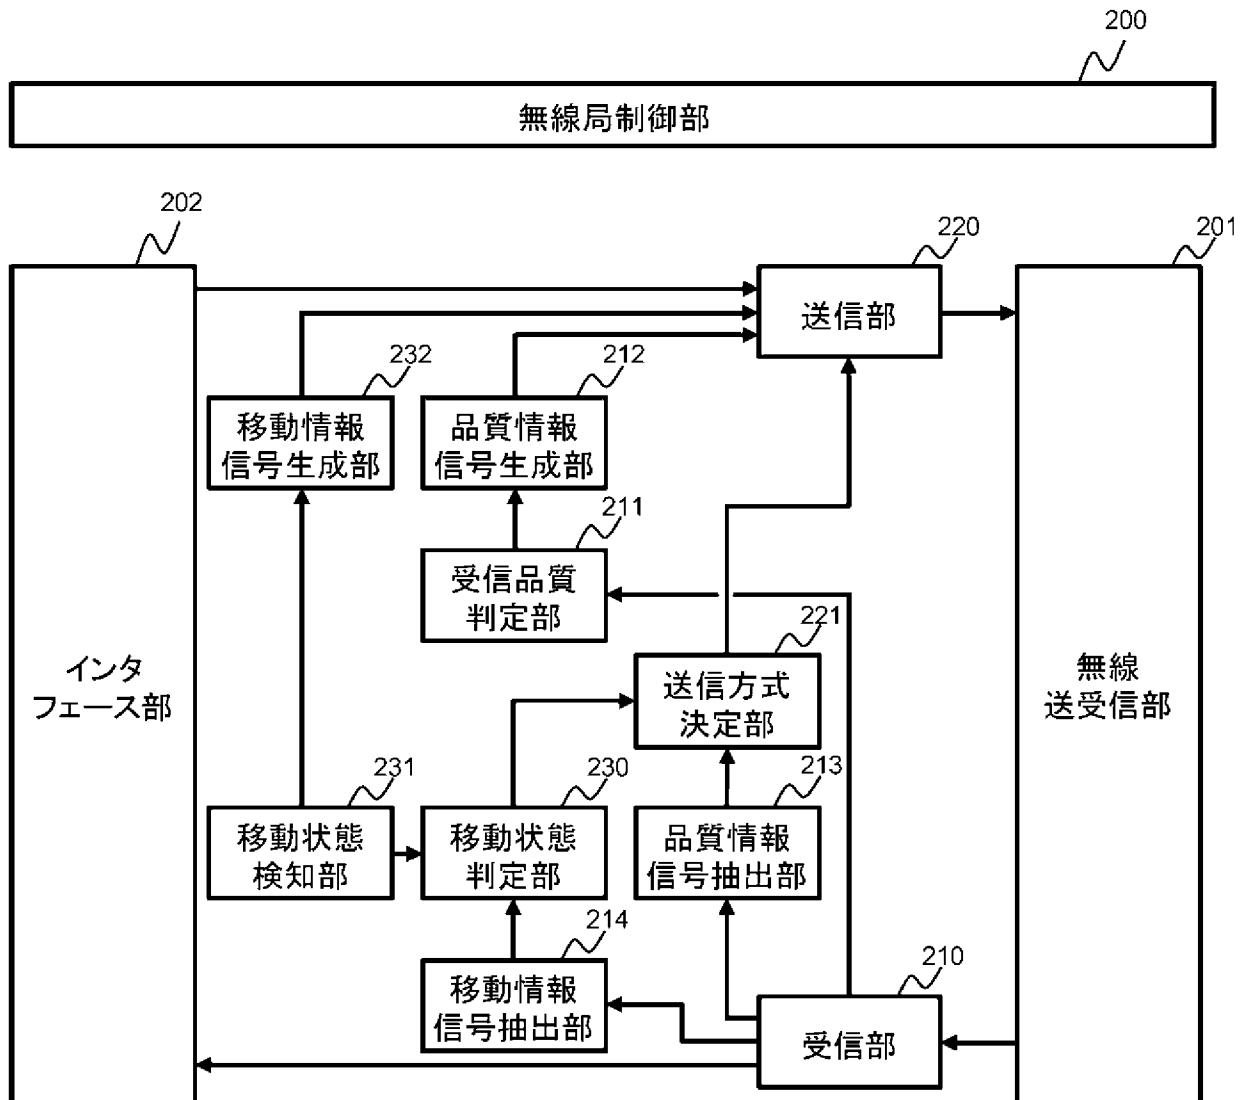 200
無線局制御部
202
220
201
送信部
232
212
移動情報
信号生成部
品質情報
信号生成部
211
受信品質
判定部
221
インタ
フェース部
送信方式
決定部
無線
送受信部
231
230
213
移動状態
検知部
移動状態
判定部
品質情報
信号抽出部
214
210
移動情報
信号抽出部
受信部